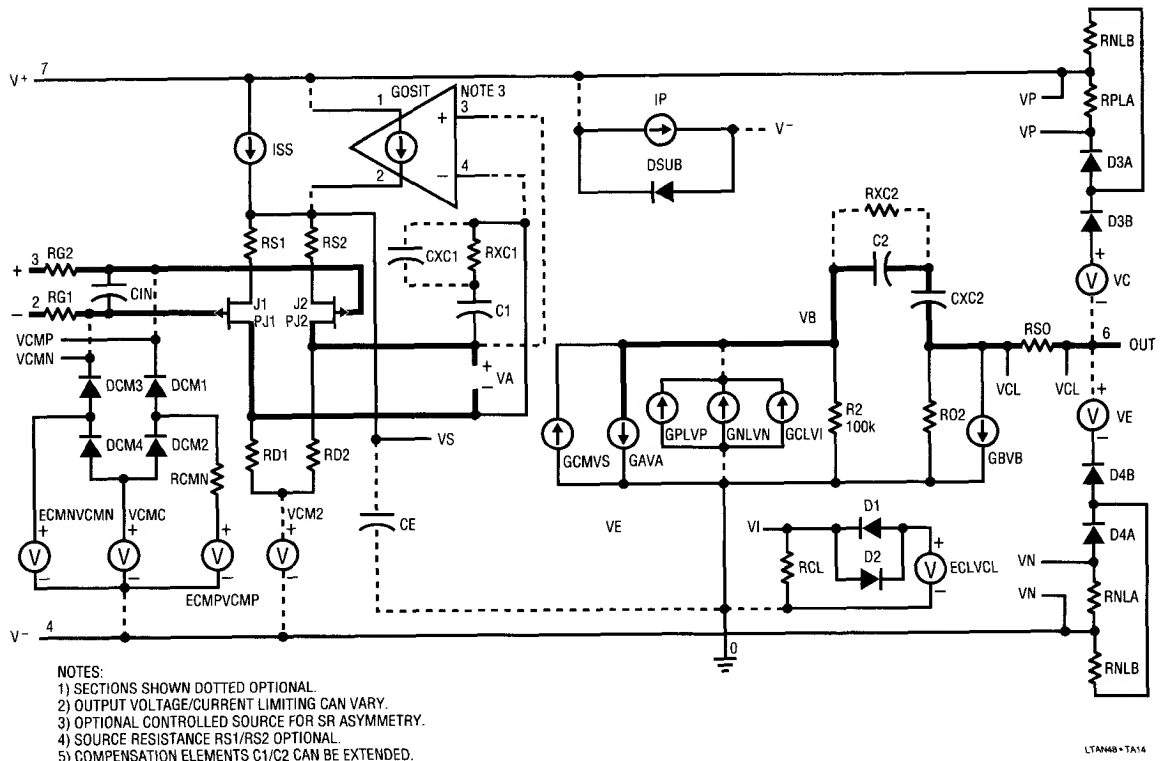 RNLB
V+ 7
GOSIT NOTE 3
1
3
+
IP
VP
RPLA
ISS
4
−
V−
VP
2
DSUB
D3A
RXC2
RS1
RS2
CXC1
RXC1
C2
D3B
+ 3 RG2
+
VC
−
CIN
J1
PJ1
J2
PJ2
C1
CXC2
− 2 RG1
VB
RSO
6
OUT
VCMP
VCMN
+
VA
−
VCL
VCL
+
VE
−
DCM3
DCM1
GPLVP
GNLVN
GCLVI
R2
100k
RO2
GCMVS
GAVA
GBVB
DCM4
DCM2
RD1
RD2
VS
D4B
RCMN
ECMNVCMN
+
VCMC
+
VCM2
+
CE
VE
VI
D1
D4A
V
−
V
−
V
−
V
−
+
D2
RCL
V
−
ECLVCL
VN
ECMPVCMP
VN
RNLA
V− 4
0
RNLB
NOTES:
1) SECTIONS SHOWN DOTTED OPTIONAL.
2) OUTPUT VOLTAGE/CURRENT LIMITING CAN VARY.
3) OPTIONAL CONTROLLED SOURCE FOR SR ASYMMETRY.
4) SOURCE RESISTANCE RS1/RS2 OPTIONAL.
5) COMPENSATION ELEMENTS C1/C2 CAN BE EXTENDED.
LTAN48 • TA14